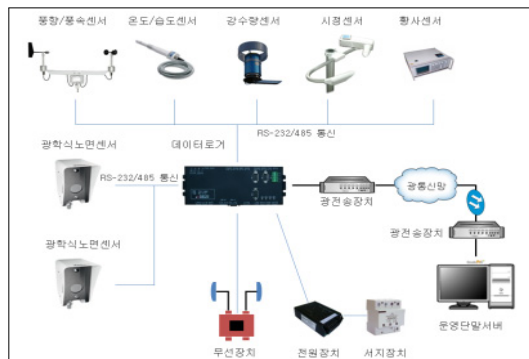 풍향/풍속센서 온도/습도센서 강수량센서 시정센서 황사센서
RS-232/485 통신
광학식노면센서 데이터로거
RS-232/485 통신
광전송장치 광통신망
광학식노면센서 광전송장치
무선장치 전원장치 서지장치 운영단말서버